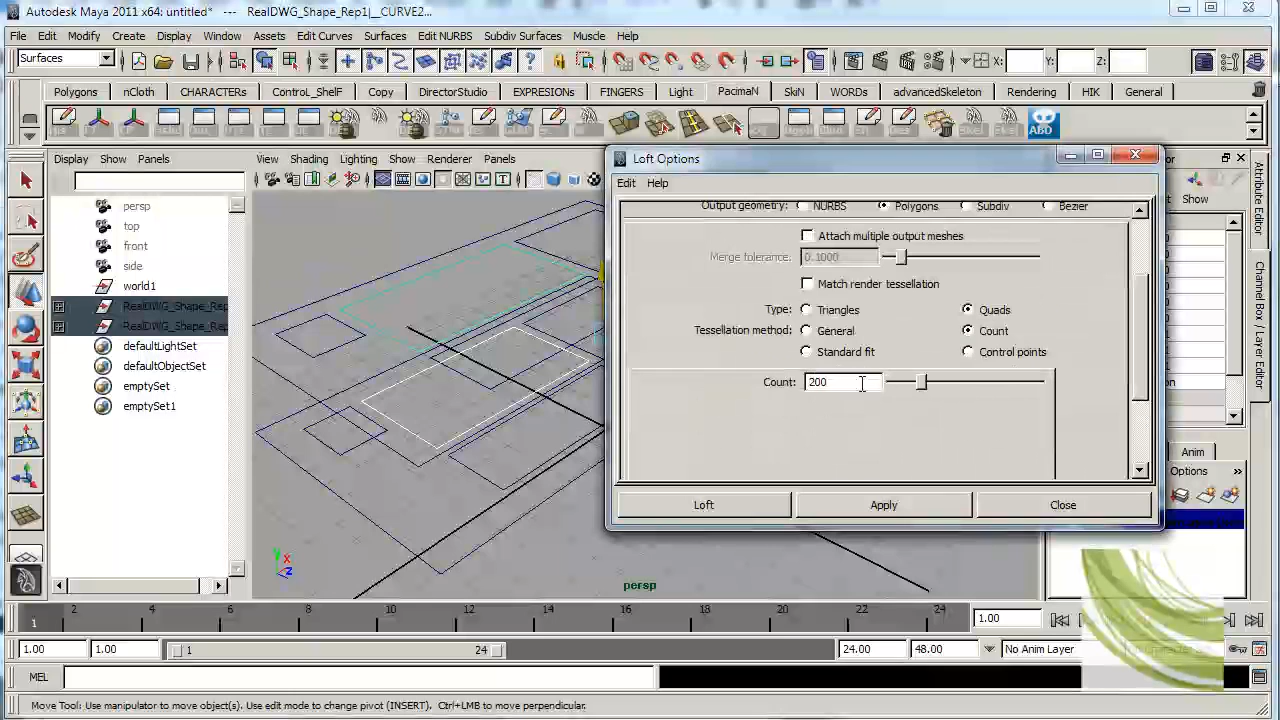 Autodesk Maya 2011 x64: untitled* --- RealDWG_Shape_Rep1|__CURVE2...
File Edit Modify Create Display Window Assets Edit Curves Surfaces Edit NURBS Subdiv Surfaces Muscle Help
Surfaces X: Y: Z:
Polygons nCloth CHARACTERS ControL_ShelF Copy DirectorStudio EXPRESIONs FINGERS Light PacimaN SkiN WORDs advancedSkeleton Rendering HIK General
ABD
Display Show Panels
View Shading Lighting Show Renderer Panels
Loft Options
Edit Help
Show
persp
top
front
side
world1
RealDWG_Shape_Rep
RealDWG_Shape_Rep
defaultLightSet
defaultObjectSet
emptySet
emptySet1
Output geometry: NURBS Polygons Subdiv Bezier
Attach multiple output meshes
Merge tolerance: 0.1000
Match render tessellation
Type: Triangles Quads
Tessellation method: General Count
Standard fit Control points
Count: 200
Loft Apply Close
Attribute Editor
Channel Box / Layer Editor
Anim
Options »
y x z
persp
1 2 4 6 8 10 12 14 16 18 20 22 24
1.00
1.00 1.00 1 24 24.00 48.00 No Anim Layer
MEL
Move Tool: Use manipulator to move object(s). Use edit mode to change pivot (INSERT). Ctrl+LMB to move perpendicular.